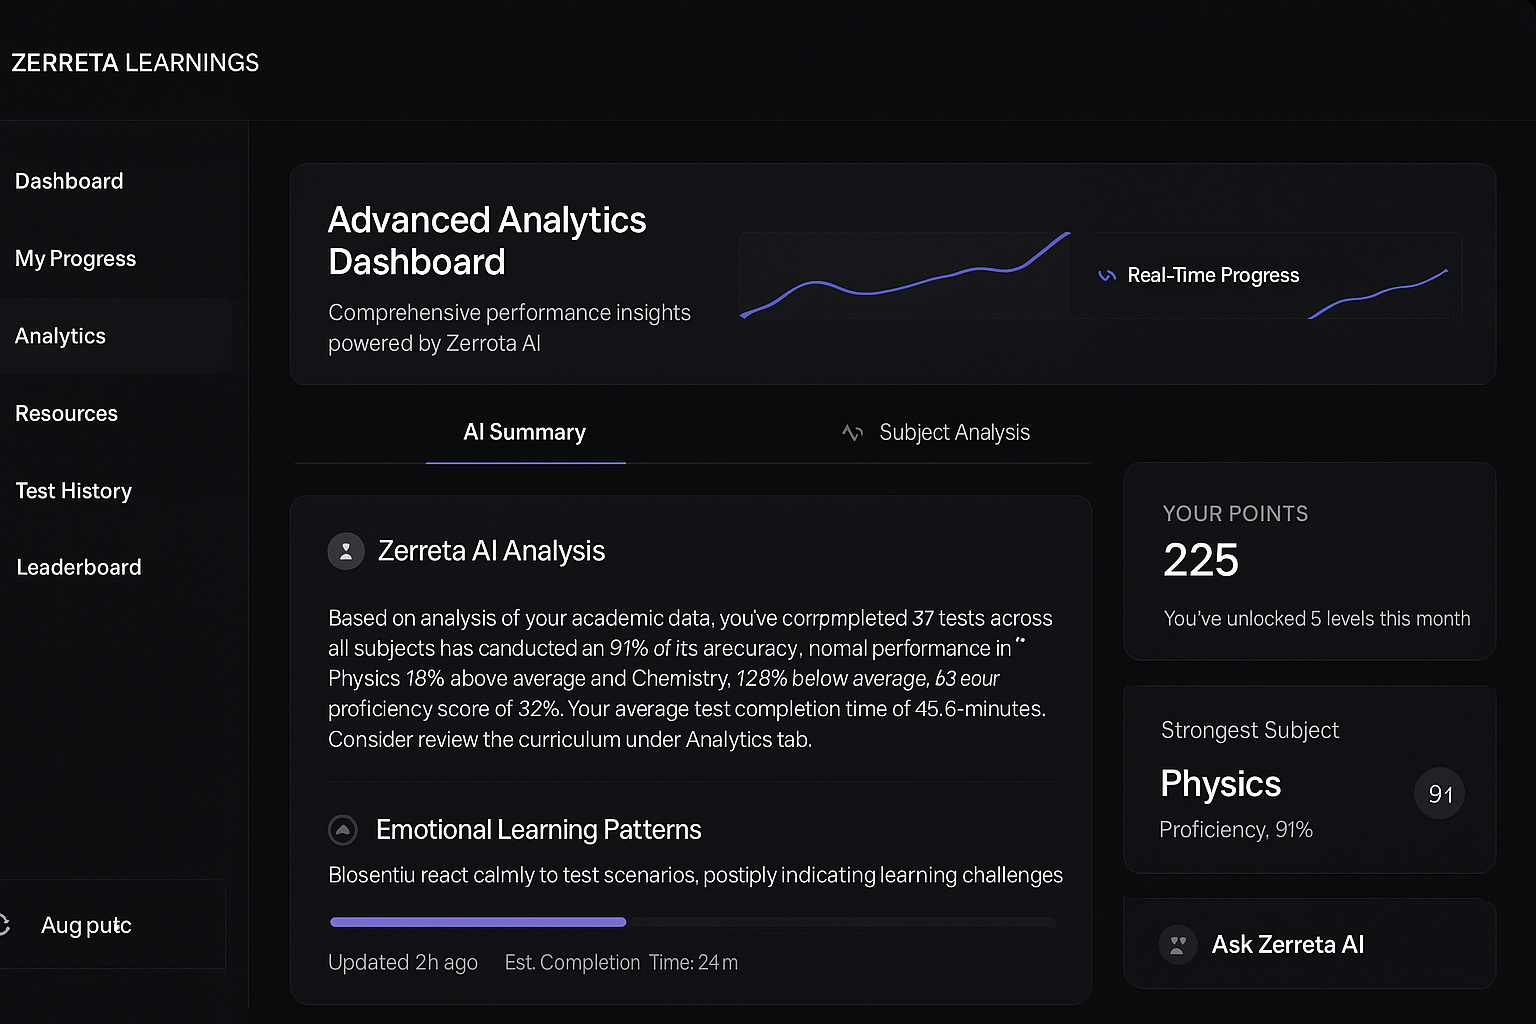 ZERRETA LEARNINGS
Dashboard
My Progress
Analytics
Resources
Test History
Leaderboard
Aug putc
Advanced Analytics
Dashboard
Comprehensive performance insights
powered by Zerrota AI
Real-Time Progress
AI Summary
Subject Analysis
Zerreta AI Analysis
Based on analysis of your academic data, you've corrpmpleted 37 tests across
all subjects has canducted an 91% of its arecuracy, nomal performance in
Physics 18% above average and Chemistry, 128% below average, 63 eour
proficiency score of 32%. Your average test completion time of 45.6-minutes.
Consider review the curriculum under Analytics tab.
Emotional Learning Patterns
Blosentiu react calmly to test scenarios, postiply indicating learning challenges
Updated 2h ago Est. Completion Time: 24 m
YOUR POINTS
225
You've unlocked 5 levels this month
Strongest Subject
Physics
91
Proficiency, 91%
Ask Zerreta AI